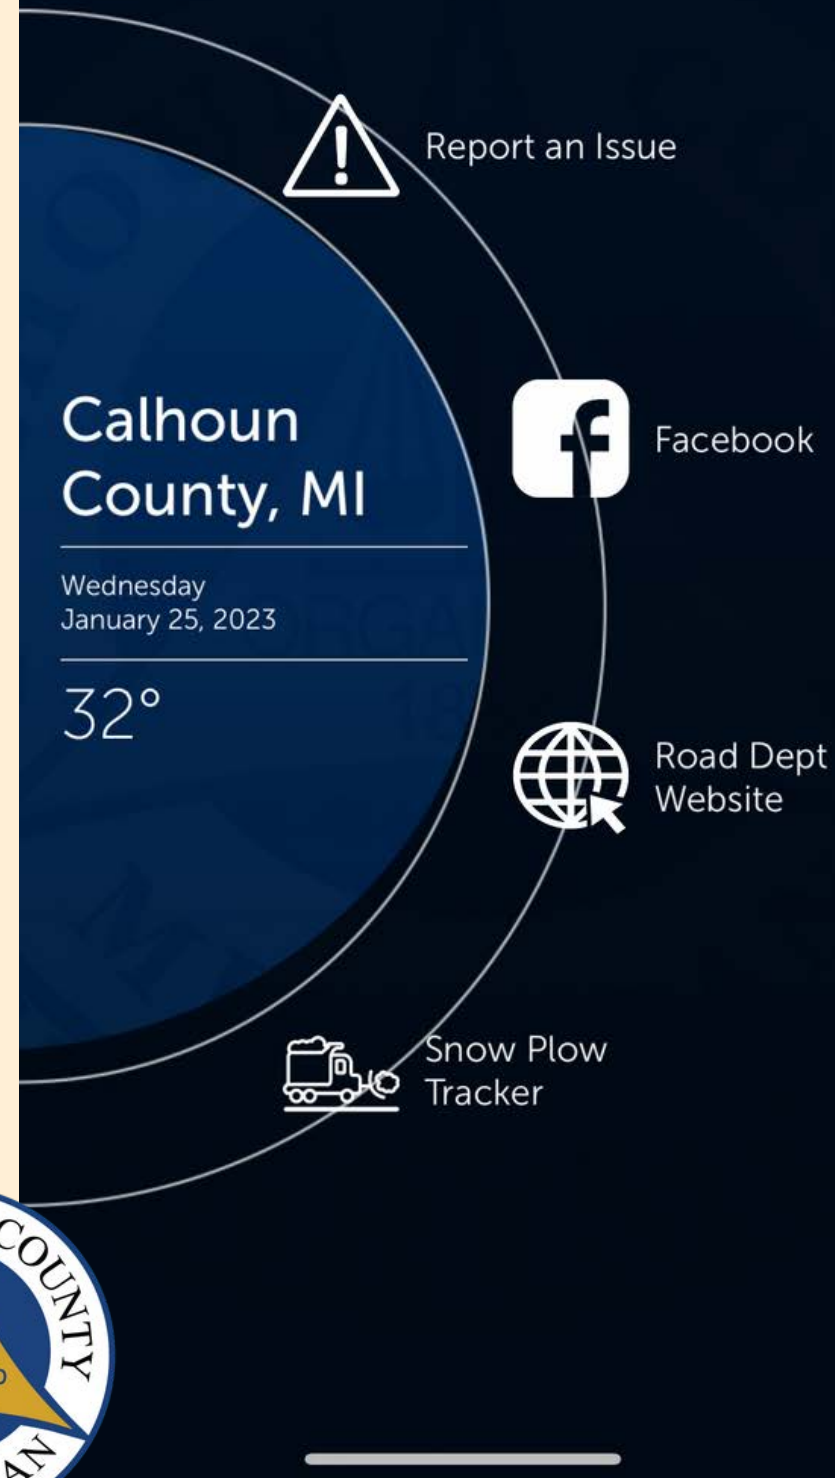 Report an Issue
Calhoun
County, MI
Facebook
Wednesday
January 25, 2023
32°
Road Dept
Website
Snow Plow
Tracker
COUNTY